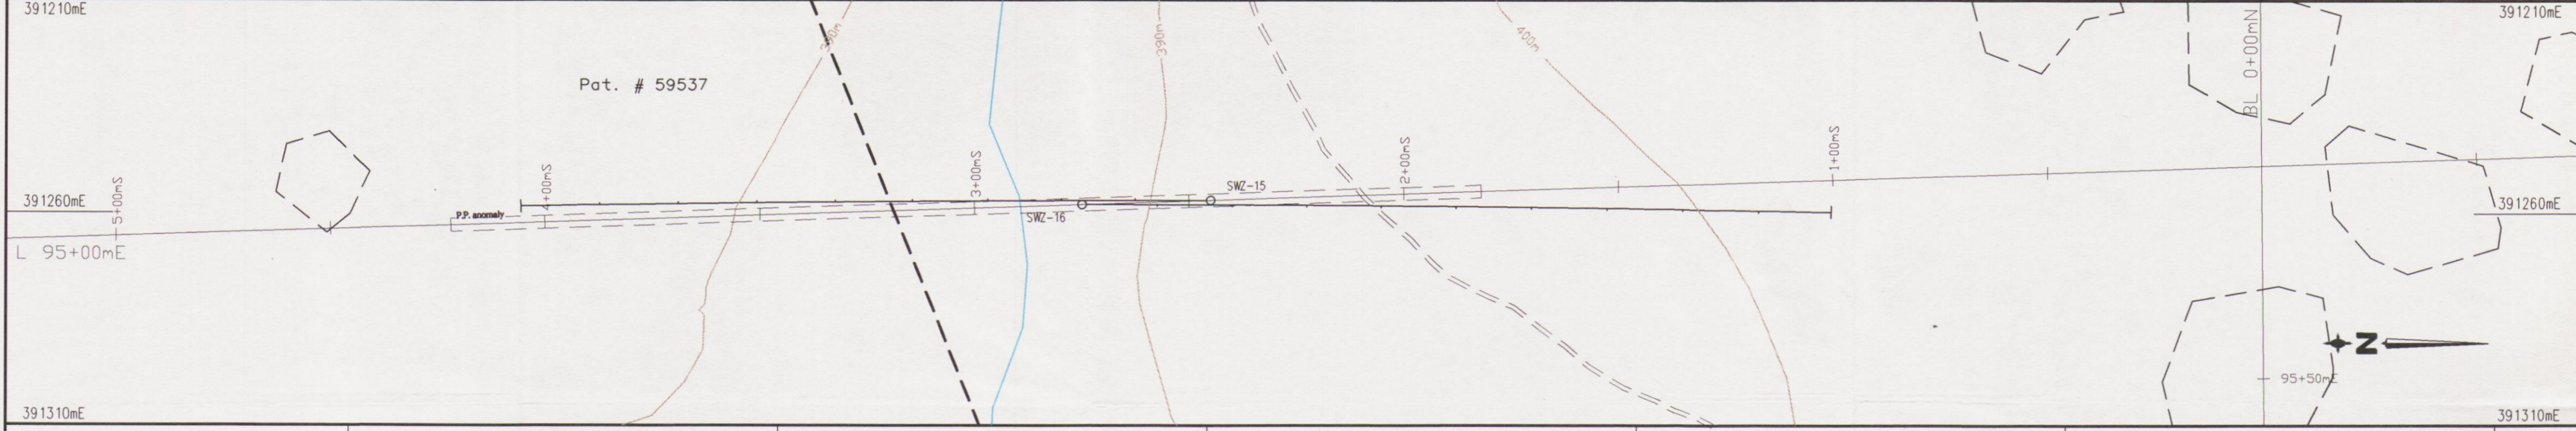 391210mE
391210mE
390m
390m
400m
BL 0+00mN
Pat. # 59537
5+00mS
4+00mS
3+00mS
2+00mS
1+00mS
SWZ-15
391260mE
391260mE
P.P. anomaly
SWZ-16
L 95+00mE
N
95+50mE
391310mE
391310mE